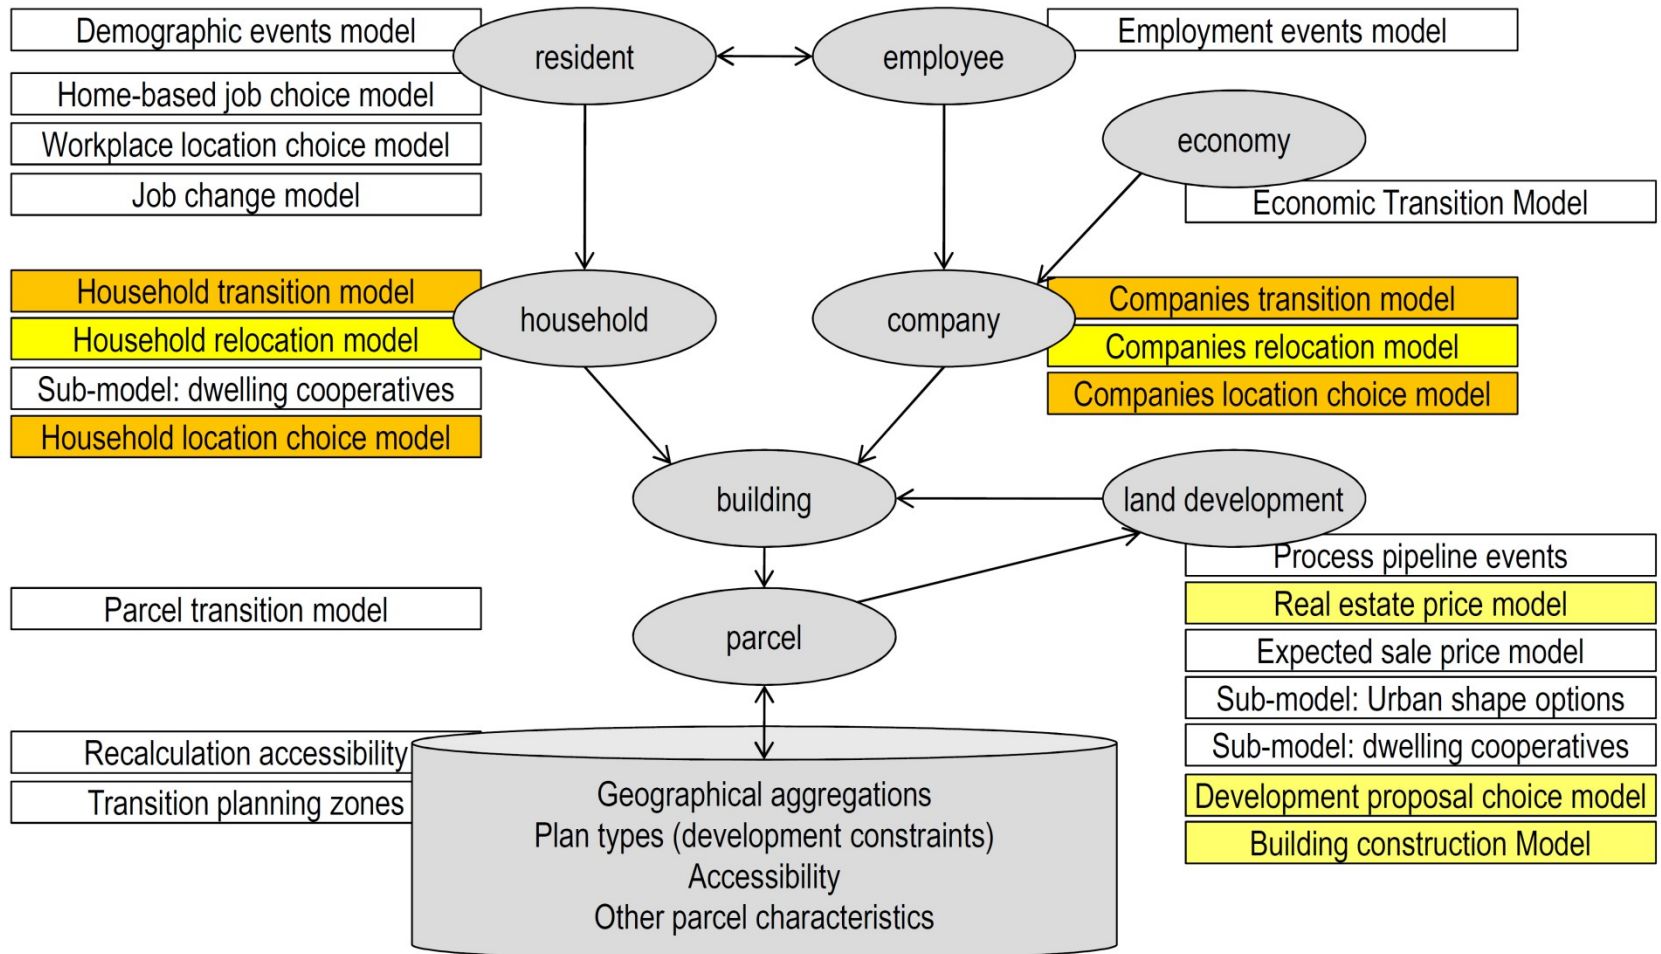 Demographic events model
resident
employee
Employment events model
Home-based job choice model
Workplace location choice model
Job change model
economy
Economic Transition Model
Household transition model
Household relocation model
Sub-model: dwelling cooperatives
Household location choice model
household
company
Companies transition model
Companies relocation model
Companies location choice model
building
land development
Process pipeline events
Real estate price model
Expected sale price model
Sub-model: Urban shape options
Sub-model: dwelling cooperatives
Development proposal choice model
Building construction Model
Parcel transition model
parcel
Recalculation accessibility
Transition planning zones
Geographical aggregations
Plan types (development constraints)
Accessibility
Other parcel characteristics